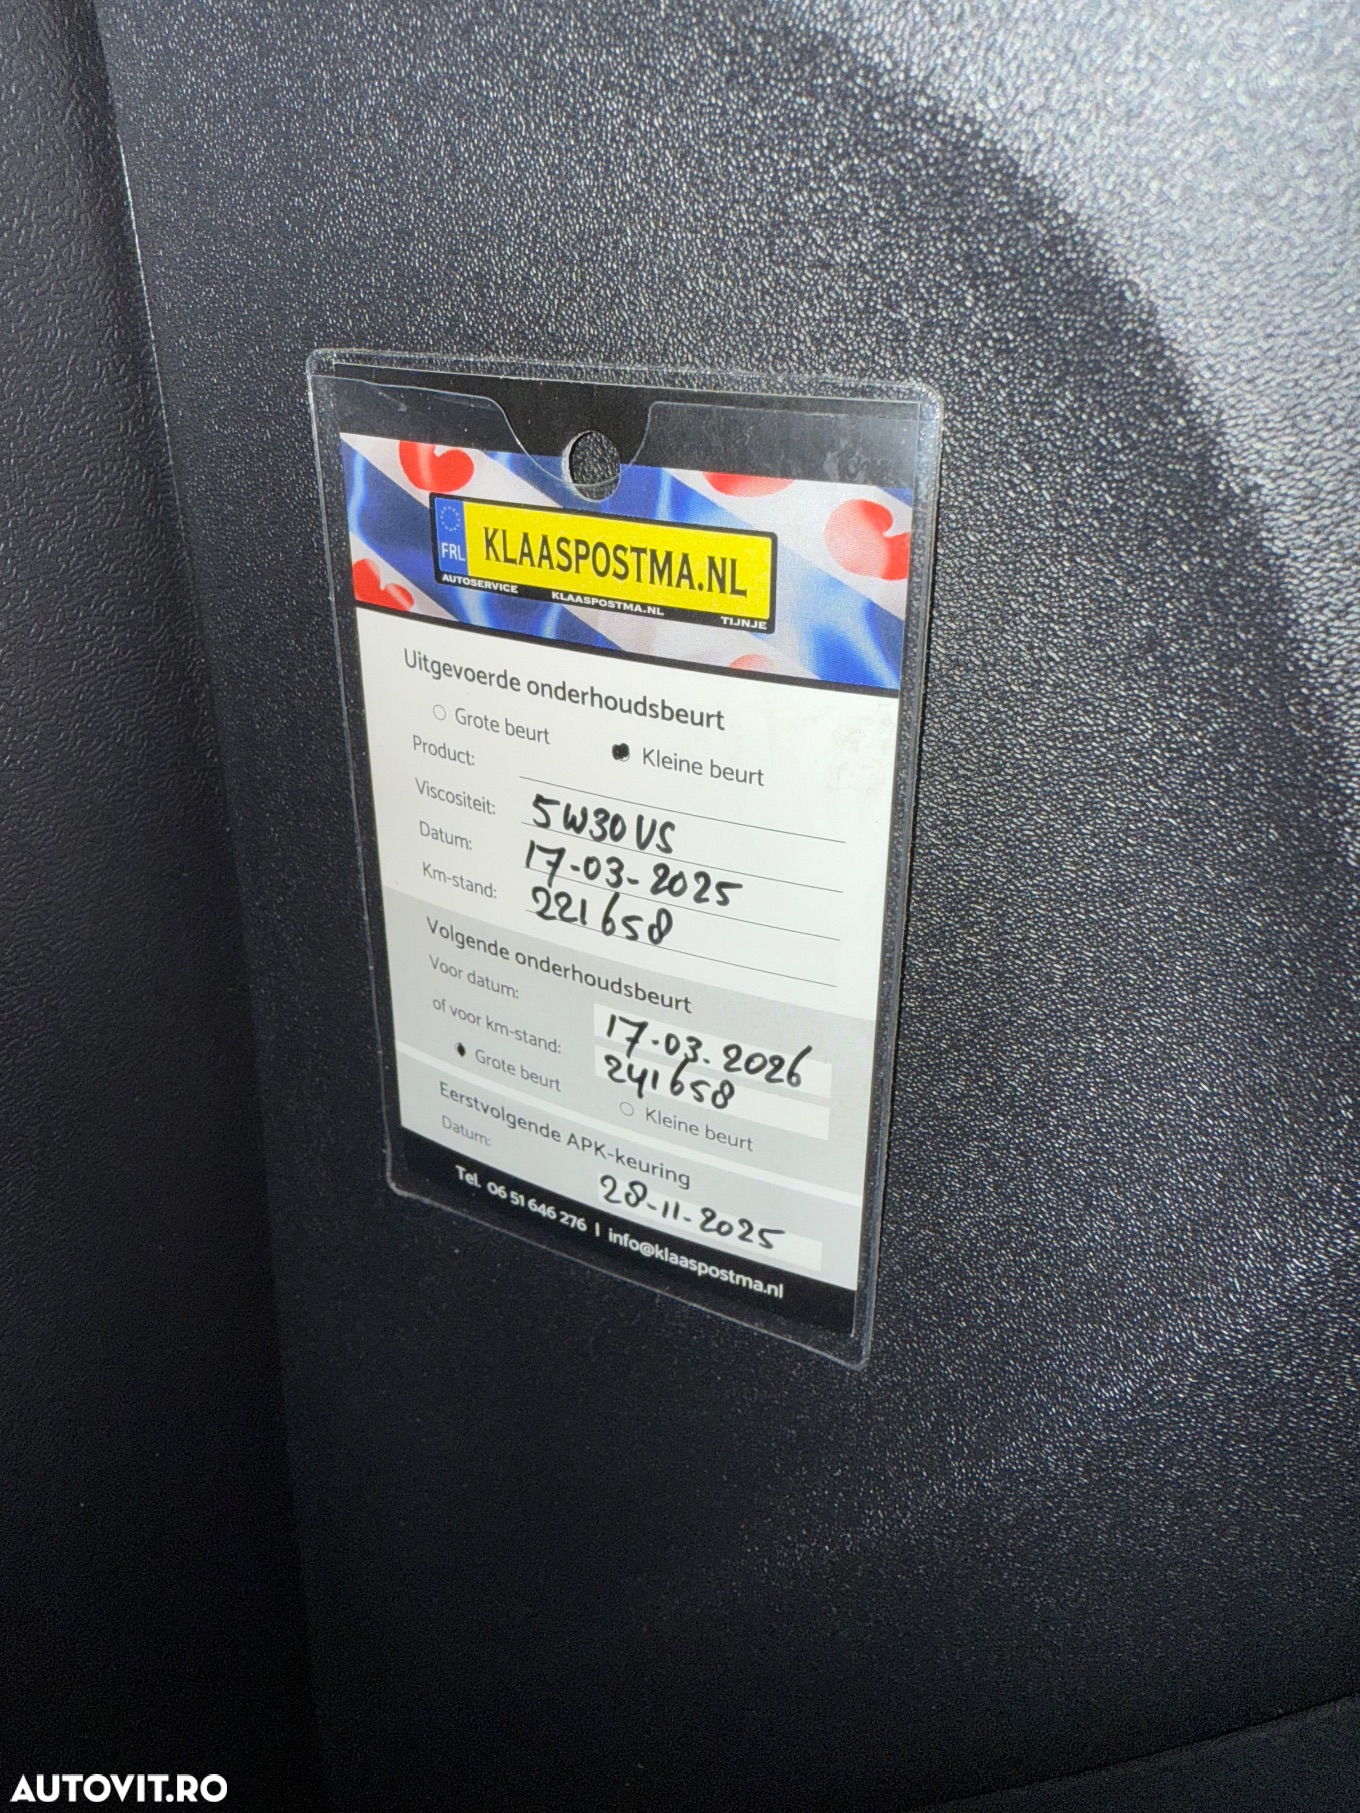 FRL KLAASPOSTMA.NL
AUTOSERVICE KLAASPOSTMA.NL TIJNJE
Uitgevoerde onderhoudsbeurt
Grote beurt Kleine beurt
Product:
Viscositeit: 5W30 VS
Datum: 17-03-2025
Km-stand: 221658
Volgende onderhoudsbeurt
Voor datum: 17-03-2026
of voor km-stand: 241658
Grote beurt Kleine beurt
Eerstvolgende APK-keuring
Datum: 28-11-2025
Tel. 06 51 646 276 | info@klaaspostma.nl
AUTOVIT.RO